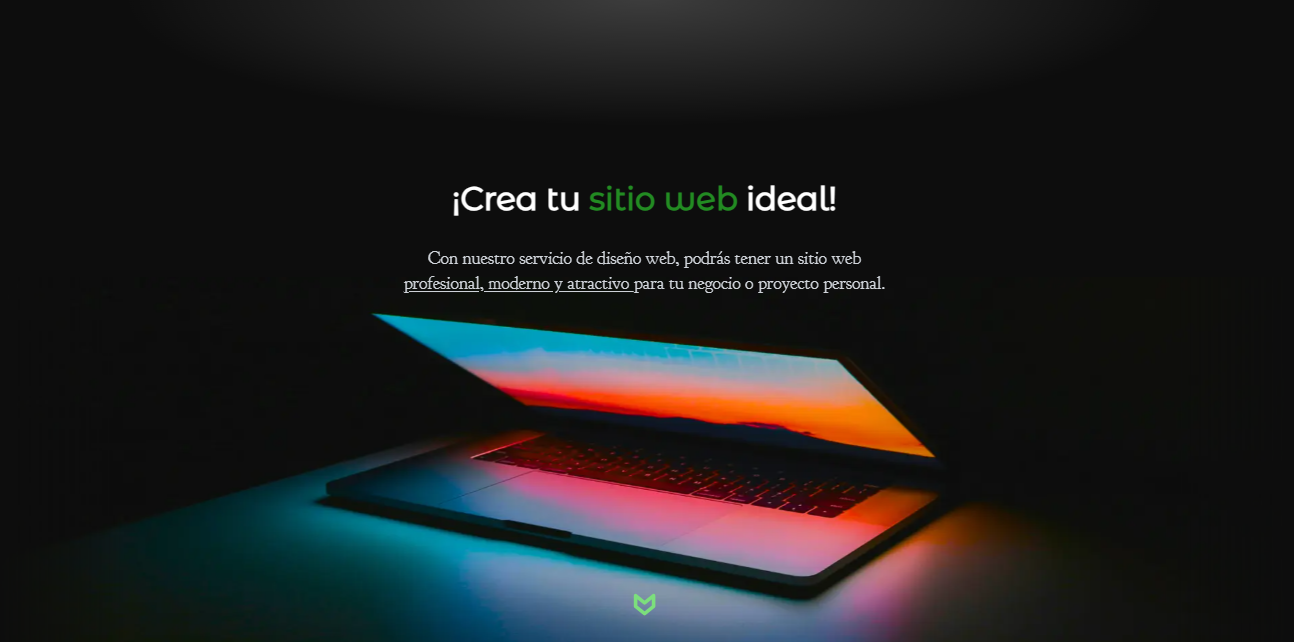 ¡Crea tu sitio web ideal!
Con nuestro servicio de diseño web, podrás tener un sitio web
profesional, moderno y atractivo para tu negocio o proyecto personal.